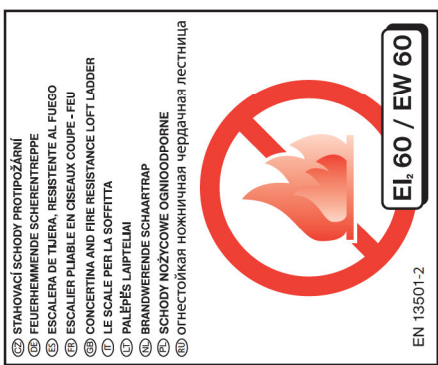 CZ STAHOVACÍ SCHODY PROTIPOŽÁRNÍ
DE FEUERHEMMENDE SCHERENTREPPE
ES ESCALERA DE TIJERA, RESISTENTE AL FUEGO
FR ESCALIER PLIABLE EN CISEAUX COUPE - FEU
GB CONCERTINA AND FIRE RESISTANCE LOFT LADDER
IT LE SCALE PER LA SOFFITTA
LT PALĖPĖS LAIPTELIAI
NL BRANDWERENDE SCHAARTRAP
PL SCHODY NOŻYCOWE OGNIOODPORNE
RU огнестойкая ножничная чердачная лестница
EI₂ 60 / EW 60
EN 13501-2